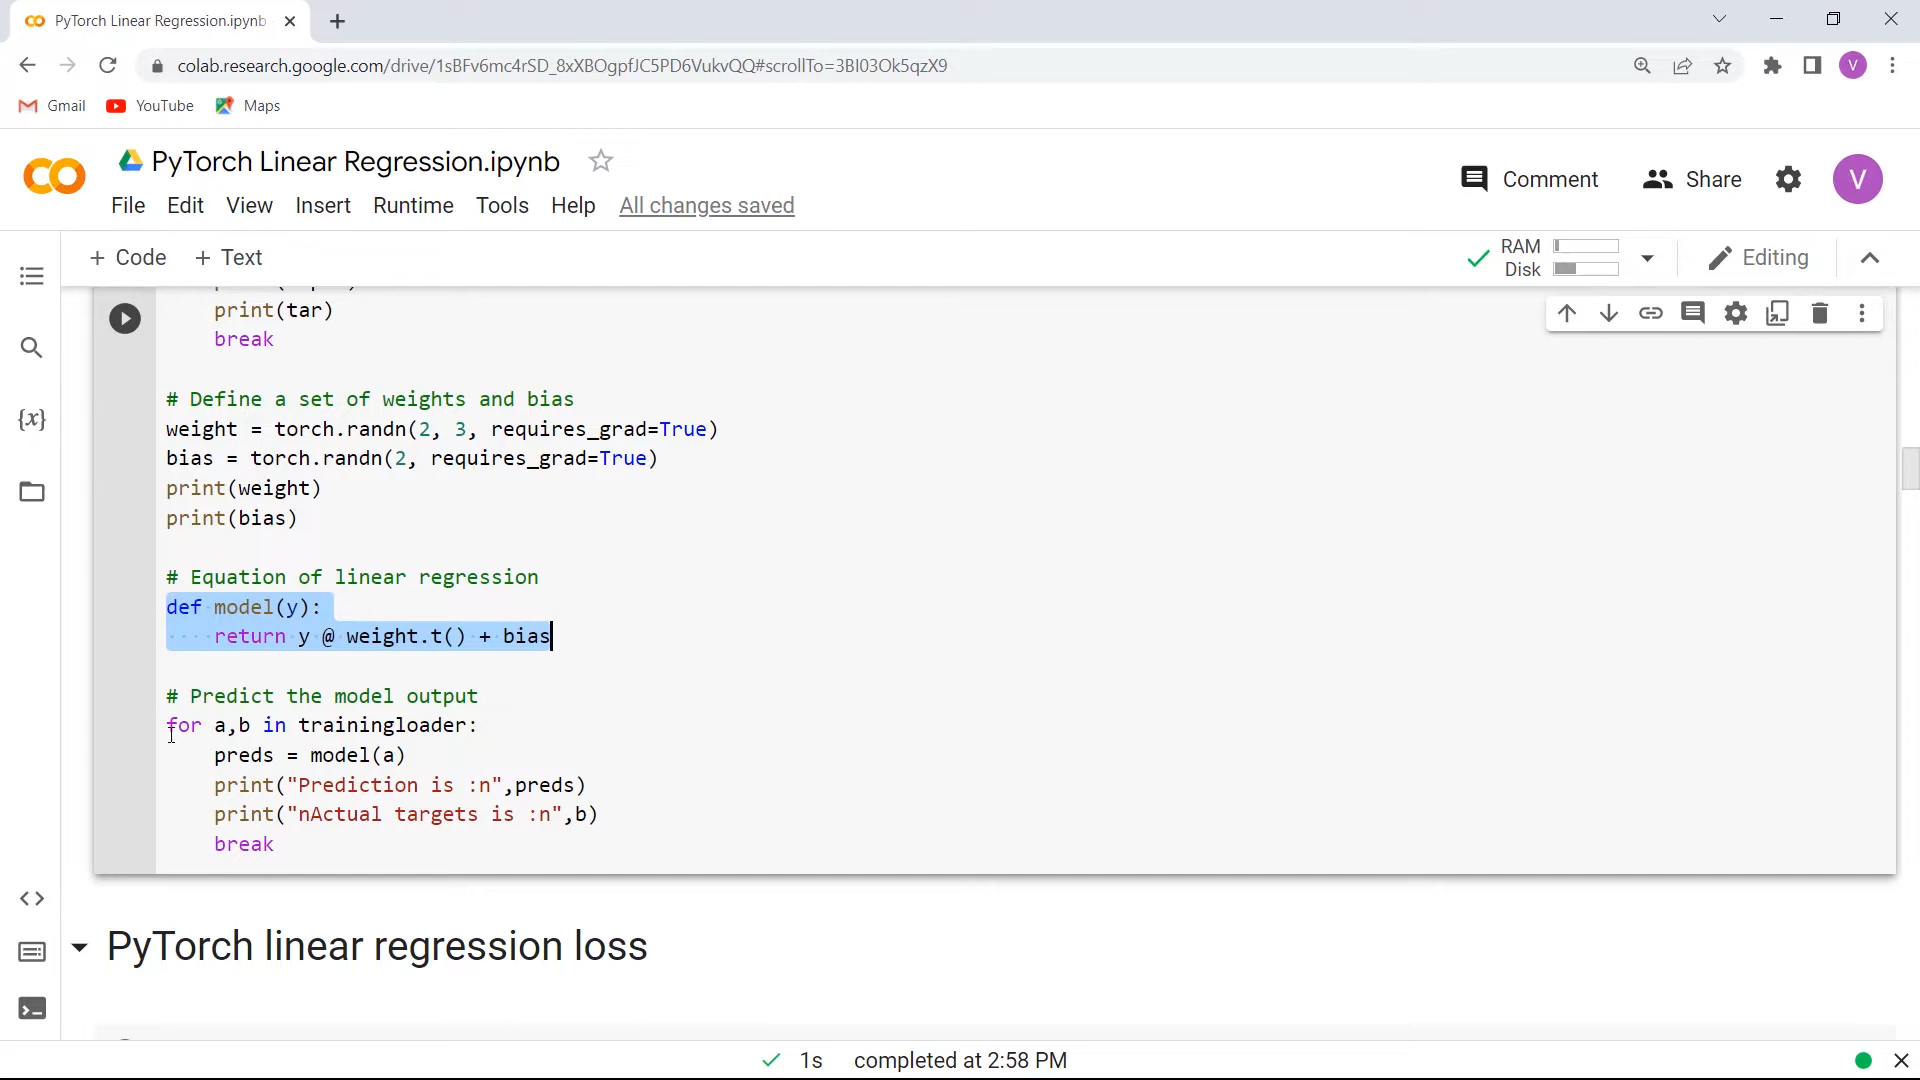 PyTorch Linear Regression.ipynb
colab.research.google.com/drive/1sBFv6mc4rSD_8xXBOgpfJC5PD6VukvQQ#scrollTo=3BI03Ok5qzX9
V
Gmail YouTube Maps
PyTorch Linear Regression.ipynb
Comment Share V
File Edit View Insert Runtime Tools Help All changes saved
+ Code + Text
RAM
Disk
Editing
print(tar)
break
# Define a set of weights and bias
weight = torch.randn(2, 3, requires_grad=True)
bias = torch.randn(2, requires_grad=True)
print(weight)
print(bias)
# Equation of linear regression
def model(y):
return y @ weight.t() + bias
# Predict the model output
for a,b in trainingloader:
preds = model(a)
print("Prediction is :n",preds)
print("nActual targets is :n",b)
break
PyTorch linear regression loss
1s completed at 2:58 PM